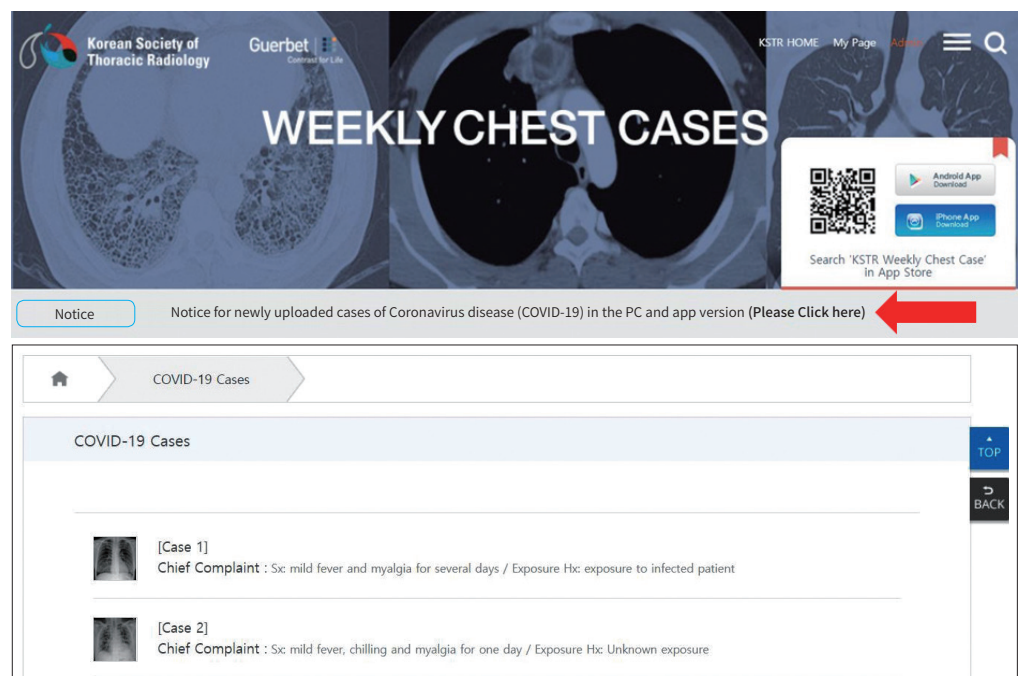 Korean Society of
Thoracic Radiology
Guerbet
Contrast for Life
KSTR HOME My Page Admin
WEEKLY CHEST CASES
Android App
Download
iPhone App
Download
Search 'KSTR Weekly Chest Case'
in App Store
Notice
Notice for newly uploaded cases of Coronavirus disease (COVID-19) in the PC and app version (Please Click here)
COVID-19 Cases
COVID-19 Cases
TOP
BACK
[Case 1]
Chief Complaint : Sx: mild fever and myalgia for several days / Exposure Hx: exposure to infected patient
[Case 2]
Chief Complaint : Sx: mild fever, chilling and myalgia for one day / Exposure Hx: Unknown exposure